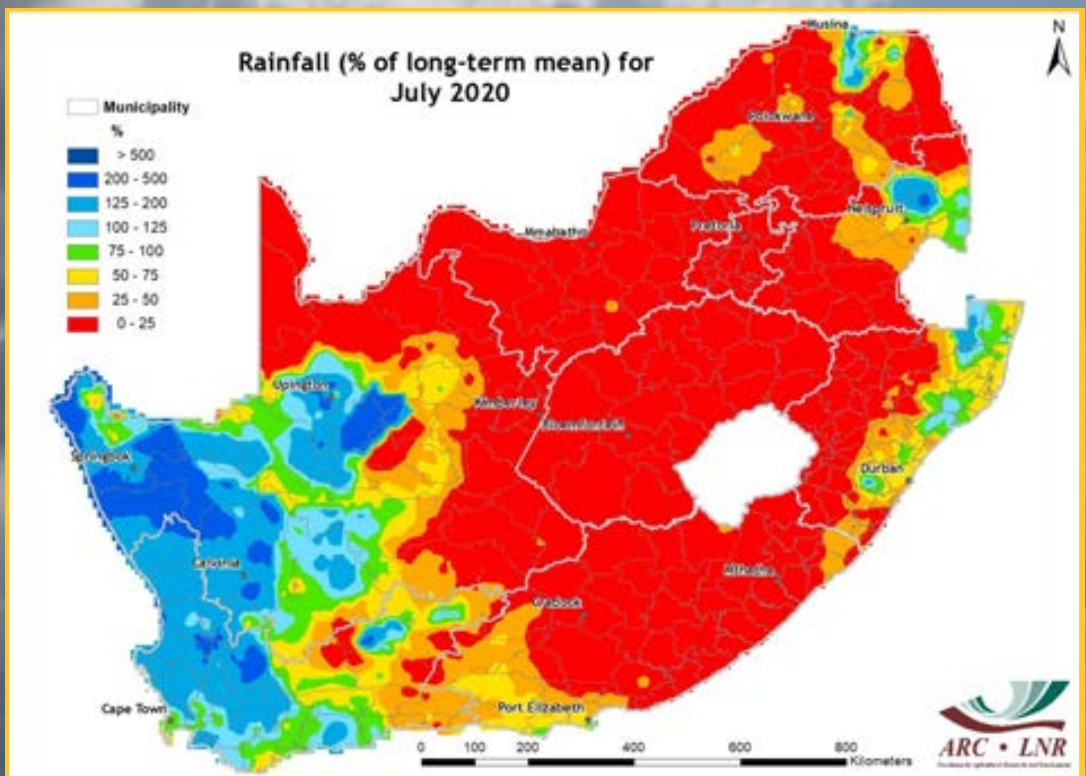 Rainfall (% of long-term mean) for
July 2020
N
Municipality
%
> 500
200 - 500
125 - 200
100 - 125
75 - 100
50 - 75
25 - 50
0 - 25
Musina
Polokwane
Nelspruit
Mmabatho
Pretoria
Upington
Kimberley
Bloemfontein
Springbok
Durban
Calvinia
Mthatha
Cradock
Cape Town
Port Elizabeth
0 100 200 400 600 800
Kilometers
ARC • LNR